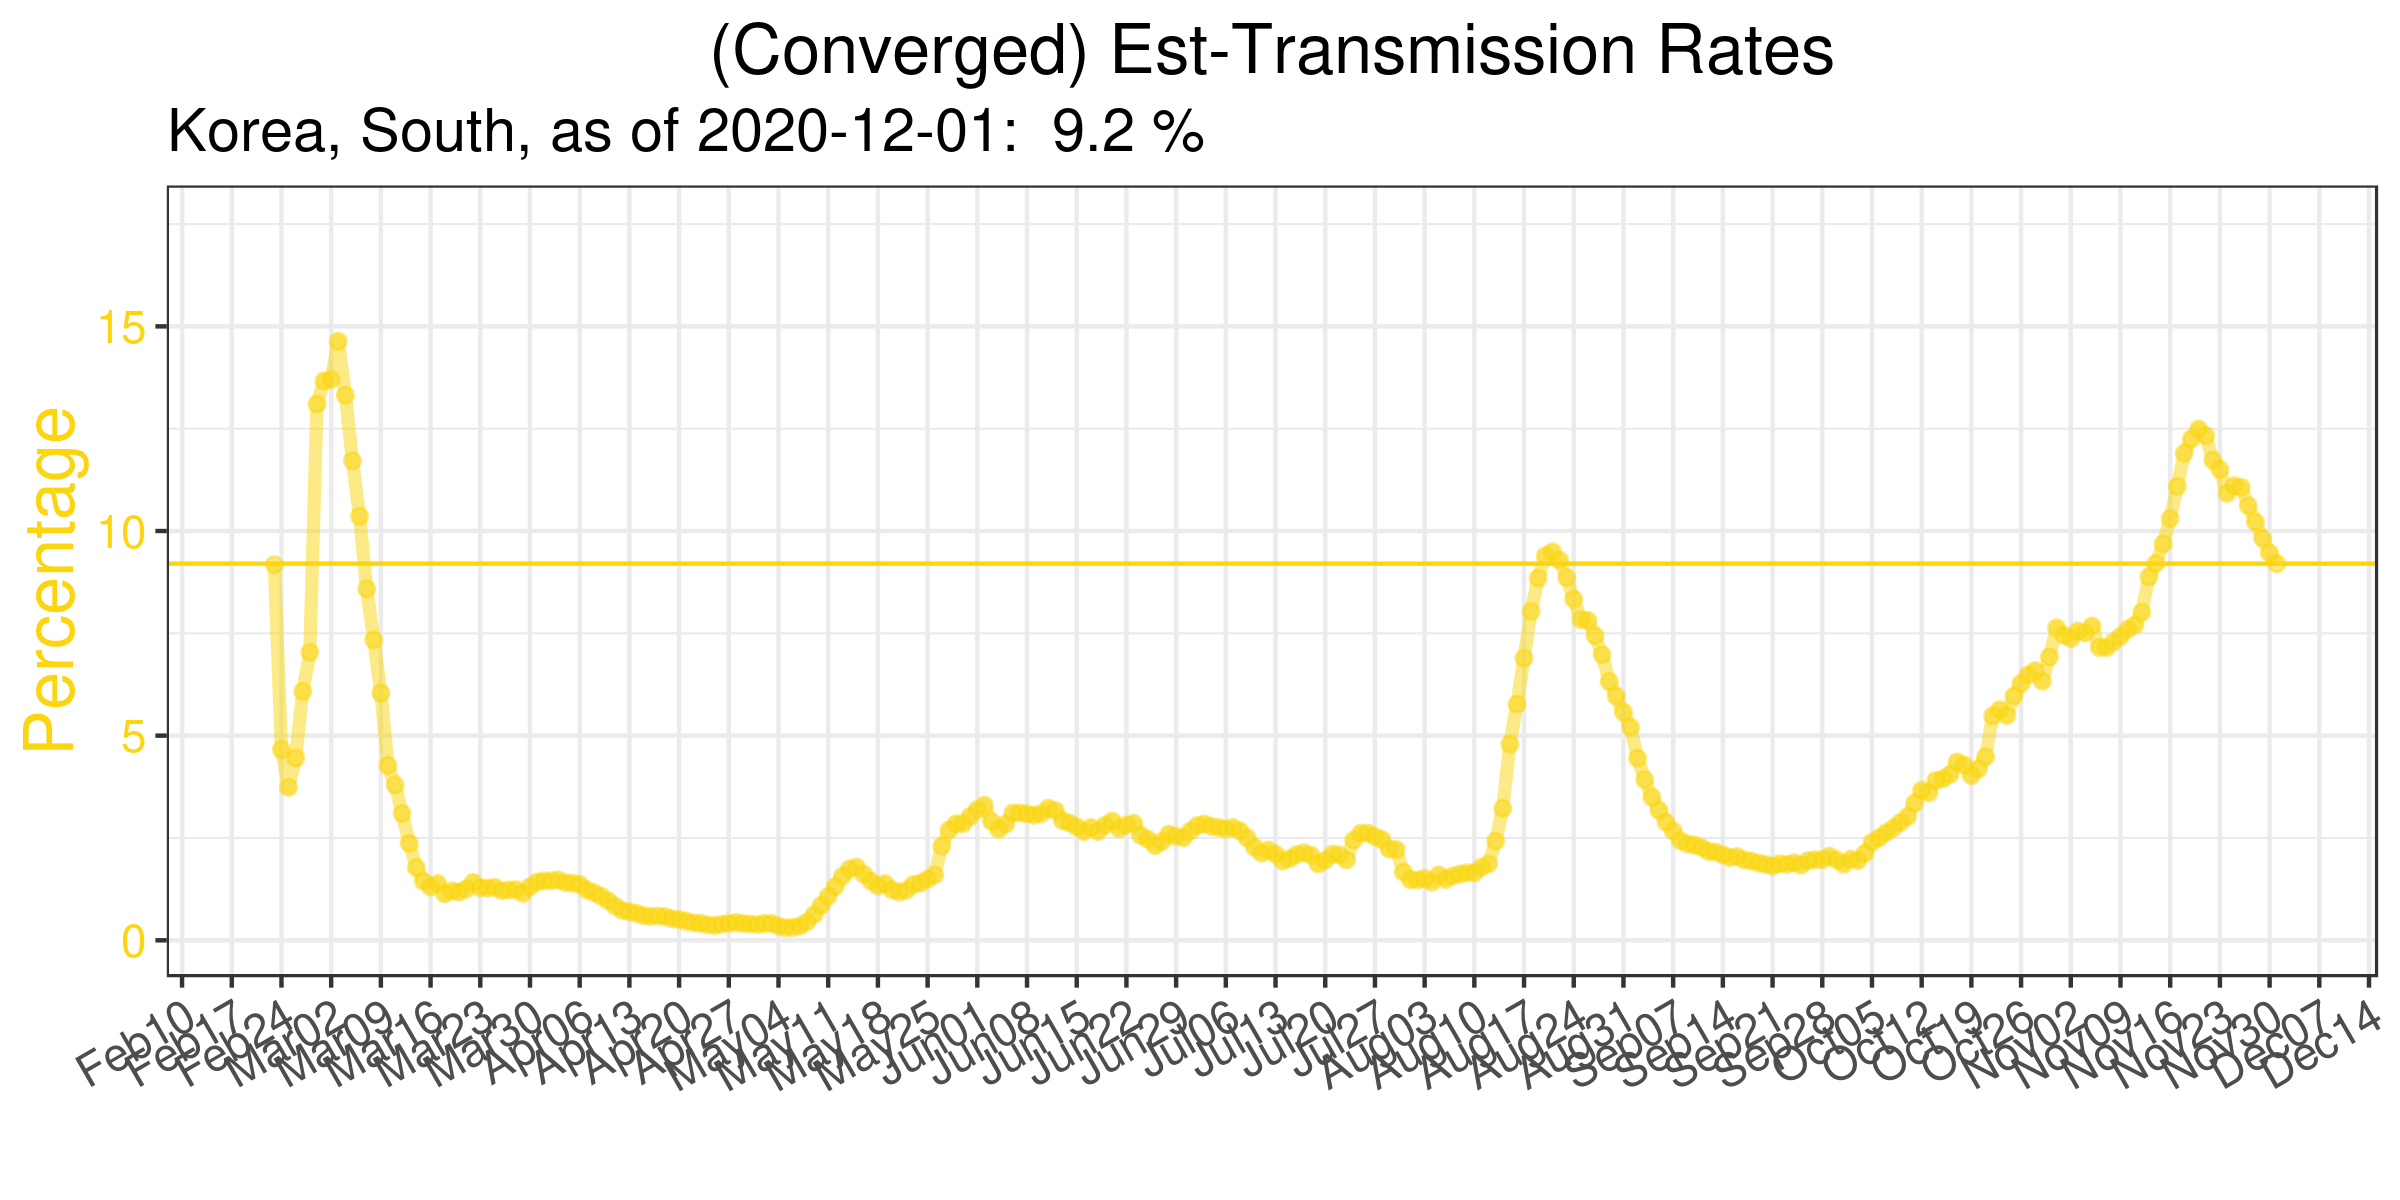 (Converged) Est-Transmission Rates
Korea, South, as of 2020-12-01:  9.2 %
Percentage
15
10
5
0
Feb10
Feb17
Feb24
Mar02
Mar09
Mar16
Mar23
Mar30
Apr06
Apr13
Apr20
Apr27
May04
May11
May18
May25
Jun01
Jun08
Jun15
Jun22
Jun29
Jul06
Jul13
Jul20
Jul27
Aug03
Aug10
Aug17
Aug24
Aug31
Sep07
Sep14
Sep21
Sep28
Oct05
Oct12
Oct19
Oct26
Nov02
Nov09
Nov16
Nov23
Nov30
Dec07
Dec14